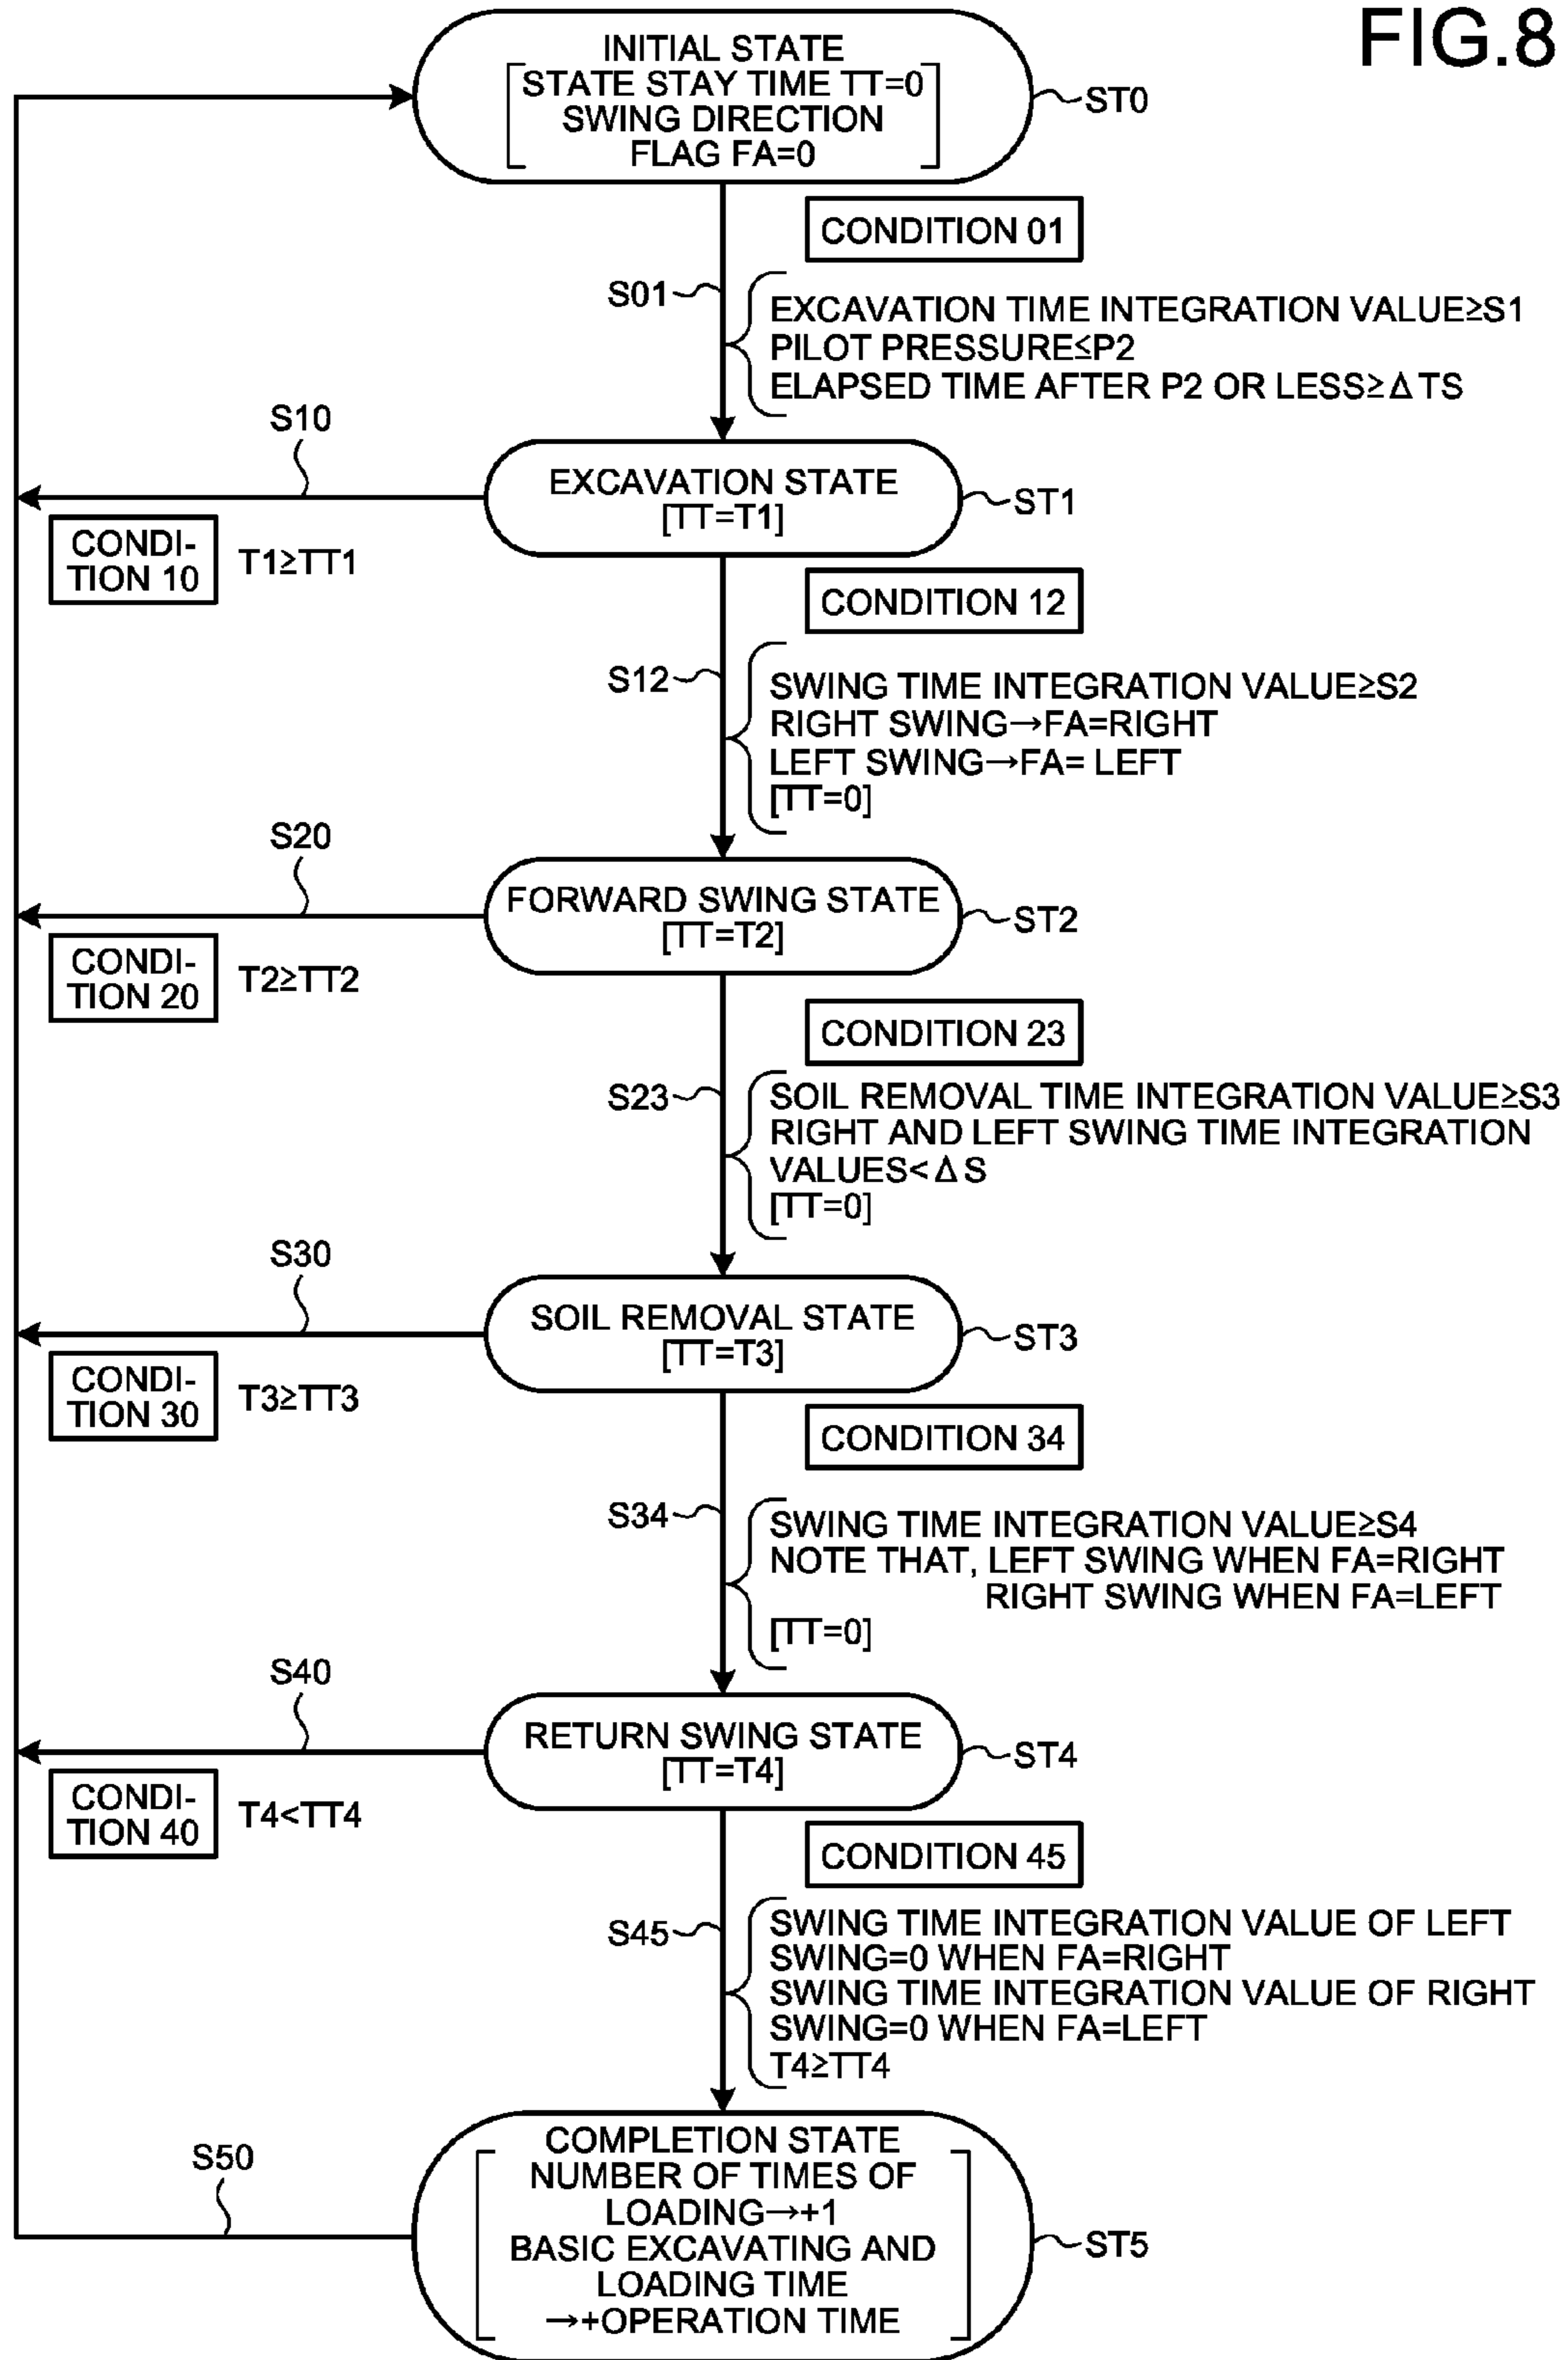 FIG.8
INITIAL STATE
[STATE STAY TIME TT=0
SWING DIRECTION
FLAG FA=0]
ST0
CONDITION 01
S01
EXCAVATION TIME INTEGRATION VALUE≥S1
PILOT PRESSURE≤P2
ELAPSED TIME AFTER P2 OR LESS≥ΔTS
S10
EXCAVATION STATE
[TT=T1]
ST1
CONDI-
TION 10
T1≥TT1
CONDITION 12
S12
SWING TIME INTEGRATION VALUE≥S2
RIGHT SWING→FA=RIGHT
LEFT SWING→FA= LEFT
[TT=0]
S20
FORWARD SWING STATE
[TT=T2]
ST2
CONDI-
TION 20
T2≥TT2
CONDITION 23
S23
SOIL REMOVAL TIME INTEGRATION VALUE≥S3
RIGHT AND LEFT SWING TIME INTEGRATION
VALUES<ΔS
[TT=0]
S30
SOIL REMOVAL STATE
[TT=T3]
ST3
CONDI-
TION 30
T3≥TT3
CONDITION 34
S34
SWING TIME INTEGRATION VALUE≥S4
NOTE THAT, LEFT SWING WHEN FA=RIGHT
RIGHT SWING WHEN FA=LEFT
[TT=0]
S40
RETURN SWING STATE
[TT=T4]
ST4
CONDI-
TION 40
T4<TT4
CONDITION 45
S45
SWING TIME INTEGRATION VALUE OF LEFT
SWING=0 WHEN FA=RIGHT
SWING TIME INTEGRATION VALUE OF RIGHT
SWING=0 WHEN FA=LEFT
T4≥TT4
S50
COMPLETION STATE
[NUMBER OF TIMES OF
LOADING→+1
BASIC EXCAVATING AND
LOADING TIME
→+OPERATION TIME]
ST5